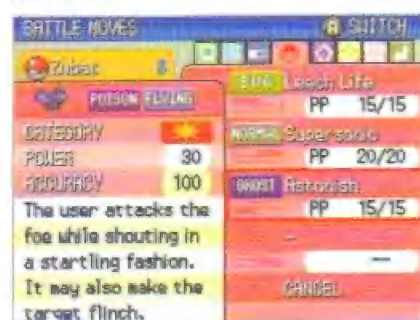 BATTLE MOVES
A SWITCH
Zubat 8
POISON FLYING
CATEGORY
POWER 30
ACCURACY 100
The user attacks the
foe while shouting in
a startling fashion.
It may also make the
target flinch.
BUG Leech Life
PP 15/15
NORMAL Supersonic
PP 20/20
GHOST Astonish
PP 15/15
-
—
CANCEL